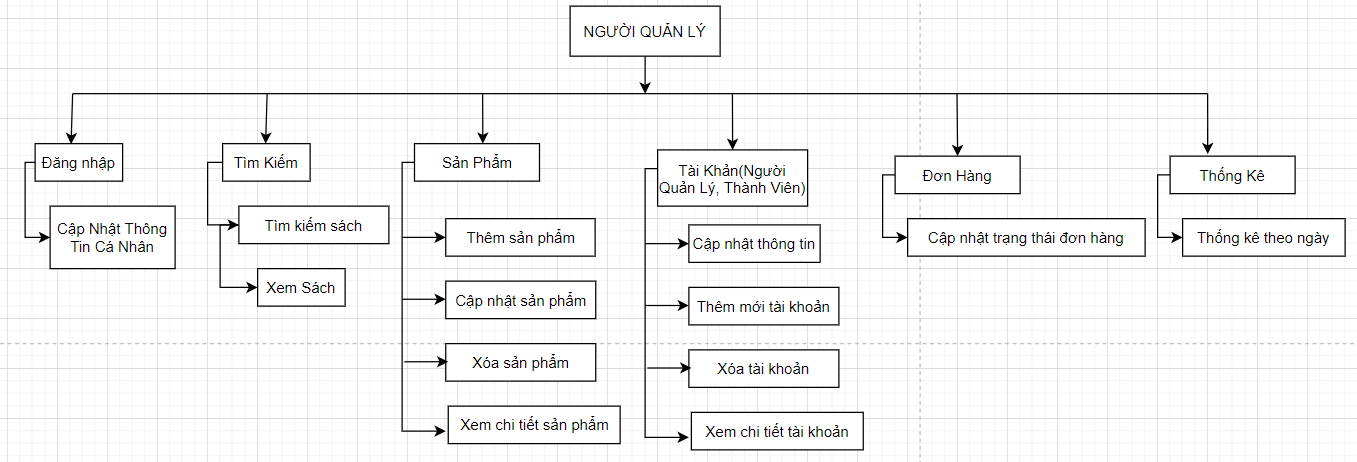 NGƯỜI QUẢN LÝ
Đăng nhập
Tìm Kiếm
Sản Phẩm
Tài Khản(Người
Quản Lý, Thành Viên)
Đơn Hàng
Thống Kê
Cập Nhật Thông
Tin Cá Nhân
Tìm kiếm sách
Xem Sách
Thêm sản phẩm
Cập nhật sản phẩm
Xóa sản phẩm
Xem chi tiết sản phẩm
Cập nhật thông tin
Thêm mới tài khoản
Xóa tài khoản
Xem chi tiết tài khoản
Cập nhật trạng thái đơn hàng
Thống kê theo ngày